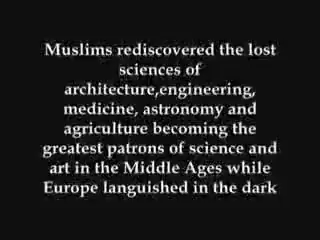 Muslims rediscovered the lost
sciences of
architecture,engineering,
medicine, astronomy and
agriculture becoming the
greatest patrons of science and
art in the Middle Ages while
Europe languished in the dark